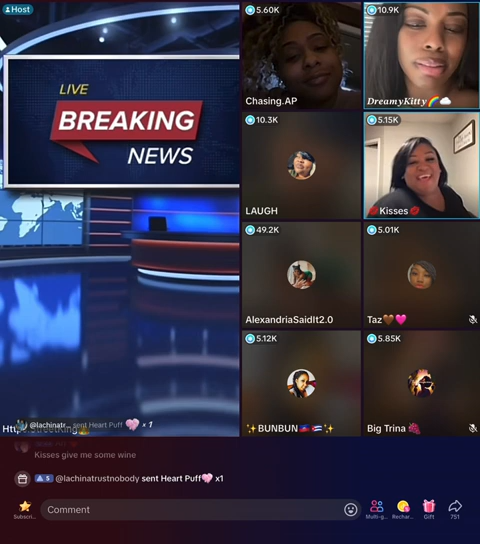 Host
LIVE
BREAKING
NEWS
5.60K
Chasing.AP
10.9K
DreamyKitty🌈☁️
10.3K
LAUGH
5.15K
💋Kisses💋
49.2K
AlexandriaSaidIt2.0
5.01K
Taz🤎🩷
5.12K
✨BUNBUN🇭🇹🇨🇺✨
5.85K
Big Trina 🍇
@lachinatr... sent Heart Puff x1
Kisses give me some wine
5 @lachinatrustnobody sent Heart Puff x1
Subscri...
Comment
Multi-g...
Rechar...
Gift
751